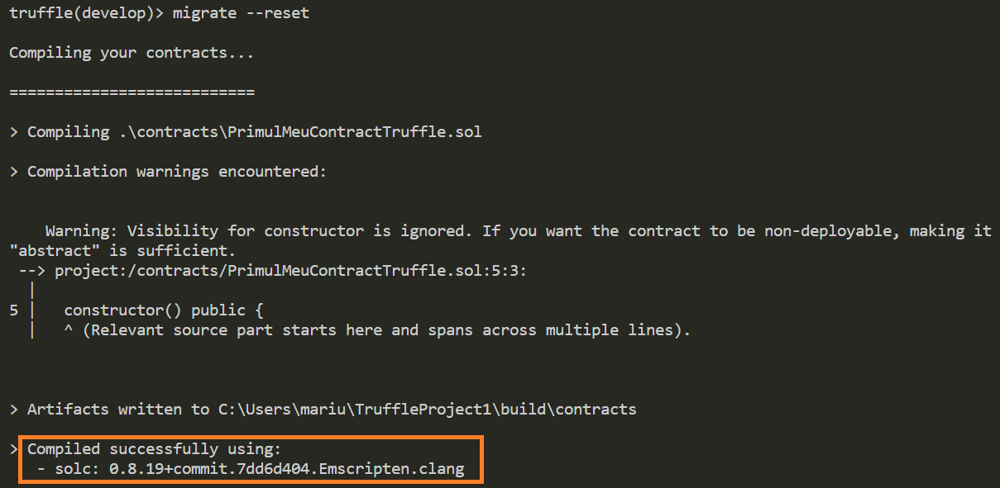 truffle(develop)> migrate --reset
Compiling your contracts...
===========================
> Compiling .\contracts\PrimulMeuContractTruffle.sol
> Compilation warnings encountered:
Warning: Visibility for constructor is ignored. If you want the contract to be non-deployable, making it
"abstract" is sufficient.
--> project:/contracts/PrimulMeuContractTruffle.sol:5:3:
|
5 |   constructor() public {
|   ^ (Relevant source part starts here and spans across multiple lines).
> Artifacts written to C:\Users\mariu\TruffleProject1\build\contracts
> Compiled successfully using:
- solc: 0.8.19+commit.7dd6d404.Emscripten.clang